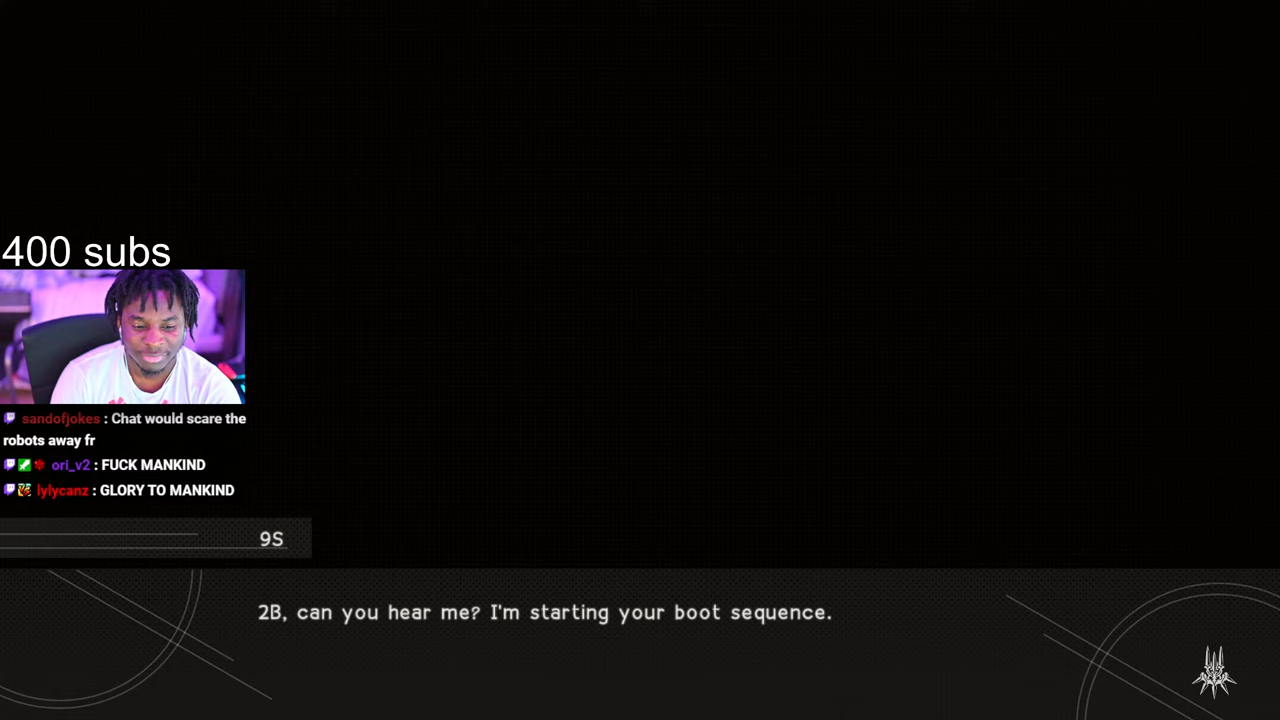 400 subs
sandofjokes : Chat would scare the
robots away fr
ori_v2 : FUCK MANKIND
lylycanz : GLORY TO MANKIND
9S
2B, can you hear me? I'm starting your boot sequence.